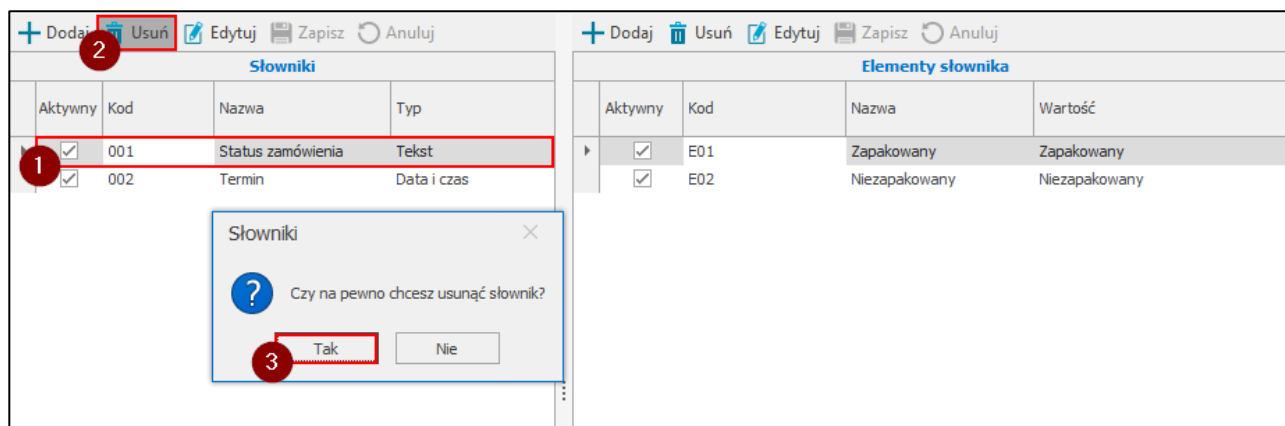 Dodaj Usuń Edytuj Zapisz Anuluj
2
Słowniki
Aktywny Kod Nazwa Typ
001 Status zamówienia Tekst
1
002 Termin Data i czas
Słowniki
? Czy na pewno chcesz usunąć słownik?
Tak Nie
3
Dodaj Usuń Edytuj Zapisz Anuluj
Elementy słownika
Aktywny Kod Nazwa Wartość
E01 Zapakowany Zapakowany
E02 Niezapakowany Niezapakowany